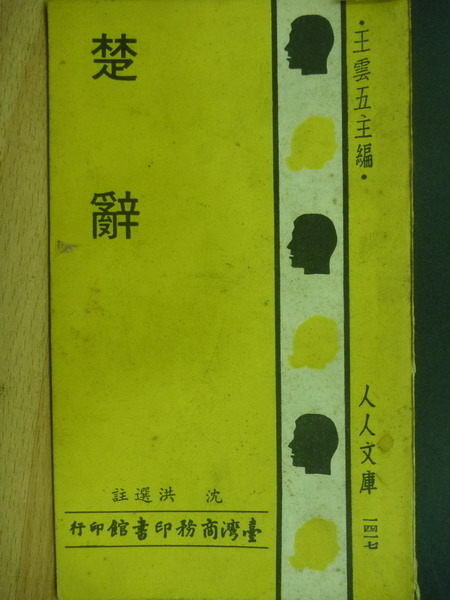 楚辭
沈 洪選註
臺灣商務印書館印行
·王雲五主編·
人人文庫
一四一七